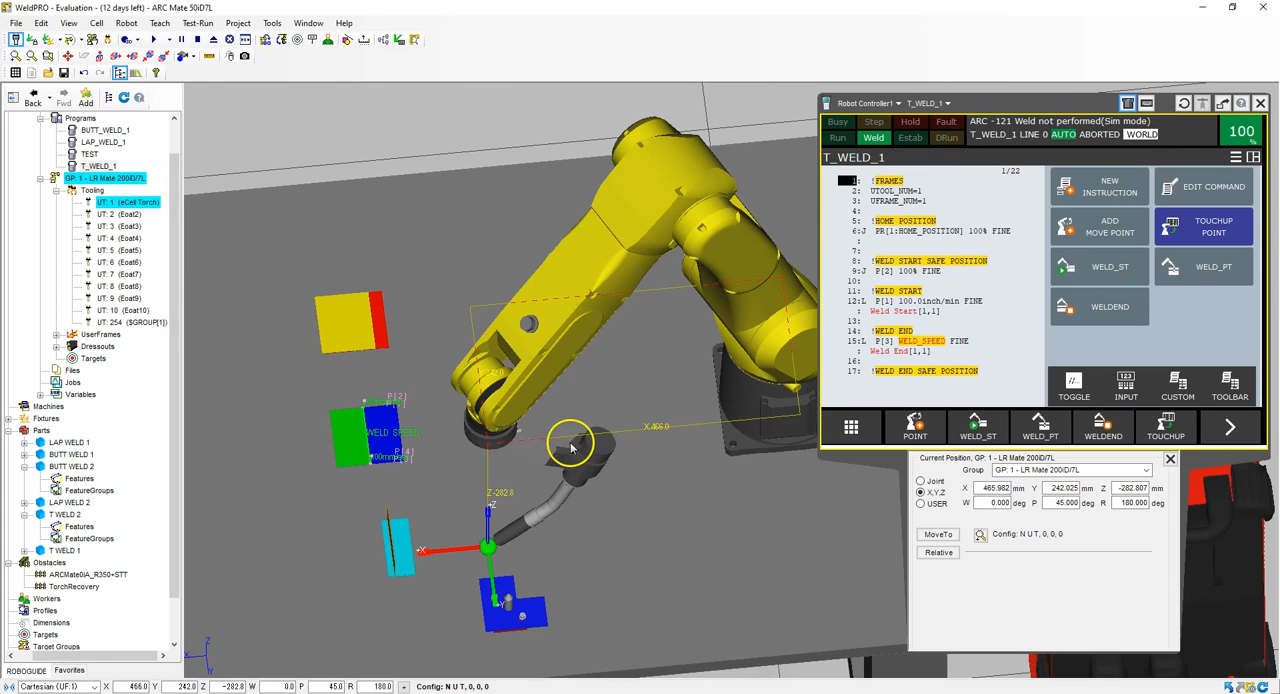 WeldPRO - Evaluation (12 days left) - ARC Mate 50iD7L
File Edit View Cell Robot Teach Test-Run Project Tools Window Help
Back Fwd Add
Programs
BUTT_WELD_1
LAP_WELD_1
TEST
T_WELD_1
GP: 1 - LR Mate 200iD/7L
Tooling
UT: 1 (eCell Torch)
UT: 2 (Eoat2)
UT: 3 (Eoat3)
UT: 4 (Eoat4)
UT: 5 (Eoat5)
UT: 6 (Eoat6)
UT: 7 (Eoat7)
UT: 8 (Eoat8)
UT: 9 (Eoat9)
UT: 10 (Eoat10)
UT: 254 ($GROUP[1])
UserFrames
Dressouts
Targets
Files
Jobs
Variables
Machines
Fixtures
Parts
LAP WELD 1
BUTT WELD 1
BUTT WELD 2
Features
FeatureGroups
LAP WELD 2
T WELD 2
Features
FeatureGroups
T WELD 1
Obstacles
ARCMate0iA_R350+STT
TorchRecovery
Workers
Profiles
Dimensions
Targets
Target Groups
ROBOGUIDE Favorites
P[2]
WELD SPEED
P[4]
X 466.0
Z -282.8
+Z
+X
+Y
Z
X
Y
Robot Controller1 T_WELD_1
Busy Step Hold Fault
Run Weld Estab DRun
ARC -121 Weld not performed(Sim mode)
T_WELD_1 LINE 0 AUTO ABORTED WORLD
100 %
T_WELD_1
1/22
1: !FRAMES
2: UTOOL_NUM=1
3: UFRAME_NUM=1
4:
5: !HOME POSITION
6:J PR[1:HOME_POSITION] 100% FINE
7:
8: !WELD START SAFE POSITION
9:J P[2] 100% FINE
10:
11: !WELD START
12:L P[1] 100.0inch/min FINE
: Weld Start[1,1]
13:
14: !WELD END
15:L P[3] WELD_SPEED FINE
: Weld End[1,1]
16:
17: !WELD END SAFE POSITION
NEW INSTRUCTION
EDIT COMMAND
ADD MOVE POINT
TOUCHUP POINT
WELD_ST
WELD_PT
WELDEND
TOGGLE INPUT CUSTOM TOOLBAR
POINT WELD_ST WELD_PT WELDEND TOUCHUP
Current Position, GP: 1 - LR Mate 200iD/7L
Group GP: 1 - LR Mate 200iD/7L
Joint
X,Y,Z
USER
X 465.982 mm Y 242.025 mm Z -282.807 mm
W 0.000 deg P 45.000 deg R 180.000 deg
MoveTo Config: N U T, 0, 0, 0
Relative
Cartesian (UF:1) X 466.0 Y 242.0 Z -282.8 W 0.0 P 45.0 R 180.0 Config: N U T, 0, 0, 0